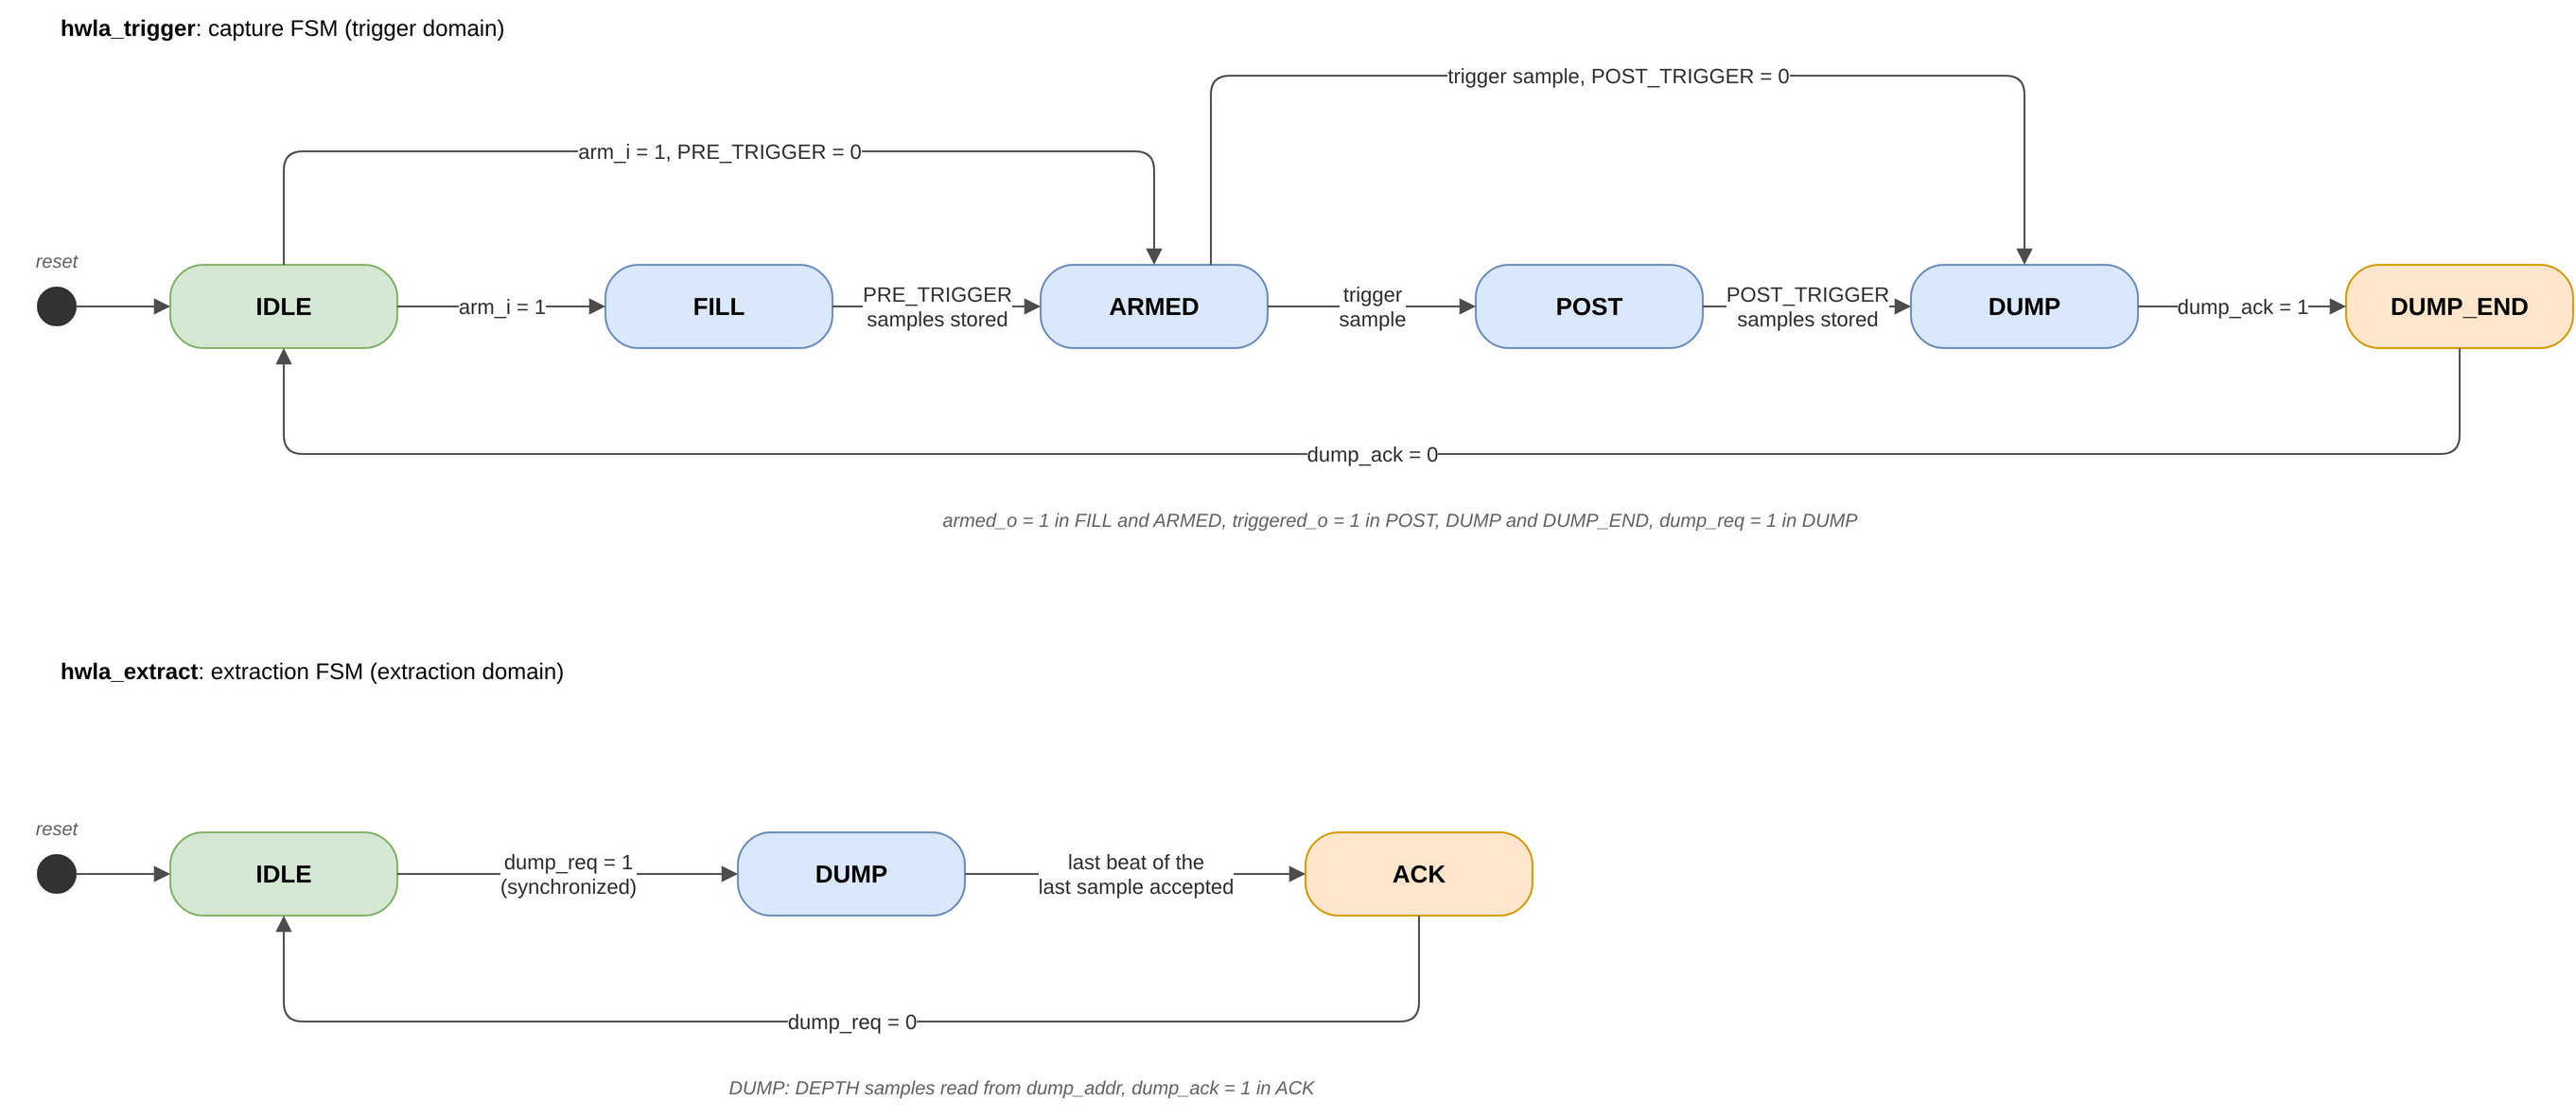 hwla_trigger: capture FSM (trigger domain)
trigger sample, POST_TRIGGER = 0
arm_i = 1, PRE_TRIGGER = 0
reset
IDLE
arm_i = 1
FILL
PRE_TRIGGER
samples stored
ARMED
trigger
sample
POST
POST_TRIGGER
samples stored
DUMP
dump_ack = 1
DUMP_END
dump_ack = 0
armed_o = 1 in FILL and ARMED, triggered_o = 1 in POST, DUMP and DUMP_END, dump_req = 1 in DUMP
hwla_extract: extraction FSM (extraction domain)
reset
IDLE
dump_req = 1
(synchronized)
DUMP
last beat of the
last sample accepted
ACK
dump_req = 0
DUMP: DEPTH samples read from dump_addr, dump_ack = 1 in ACK